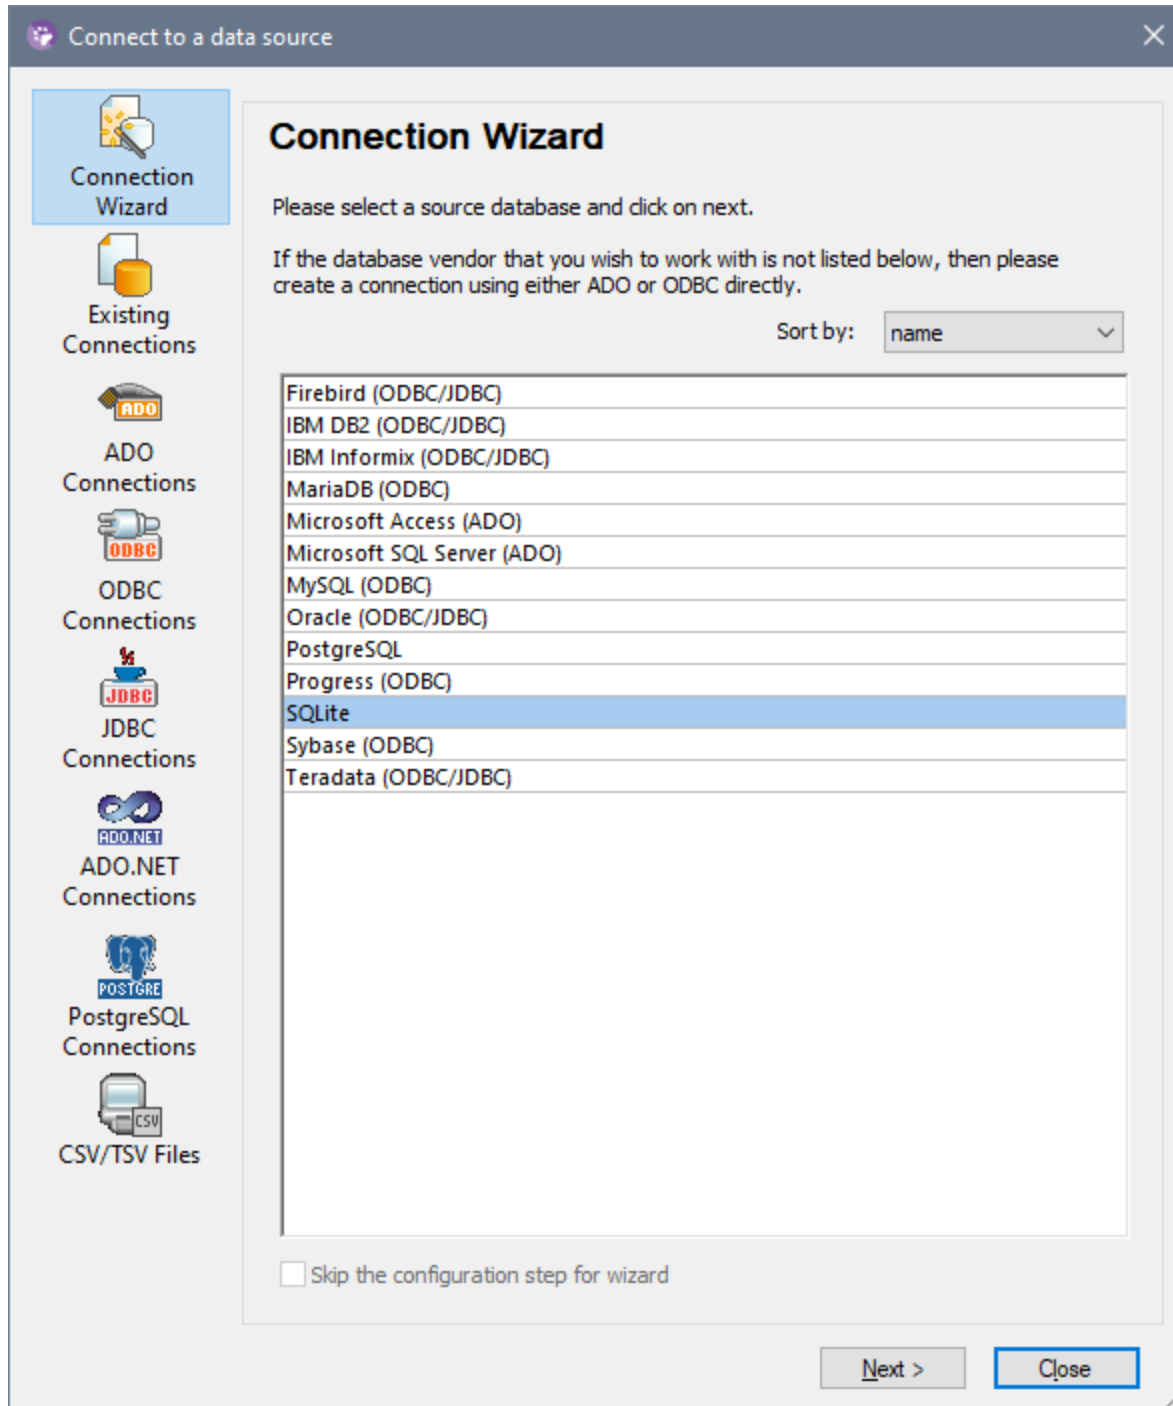 Connect to a data source
Connection
Wizard
Existing
Connections
ADO
ADO
Connections
ODBC
ODBC
Connections
JDBC
JDBC
Connections
ADO.NET
ADO.NET
Connections
POSTGRE
PostgreSQL
Connections
CSV
CSV/TSV Files
Connection Wizard
Please select a source database and click on next.
If the database vendor that you wish to work with is not listed below, then please
create a connection using either ADO or ODBC directly.
Sort by: name
Firebird (ODBC/JDBC)
IBM DB2 (ODBC/JDBC)
IBM Informix (ODBC/JDBC)
MariaDB (ODBC)
Microsoft Access (ADO)
Microsoft SQL Server (ADO)
MySQL (ODBC)
Oracle (ODBC/JDBC)
PostgreSQL
Progress (ODBC)
SQLite
Sybase (ODBC)
Teradata (ODBC/JDBC)
Skip the configuration step for wizard
Next > Close